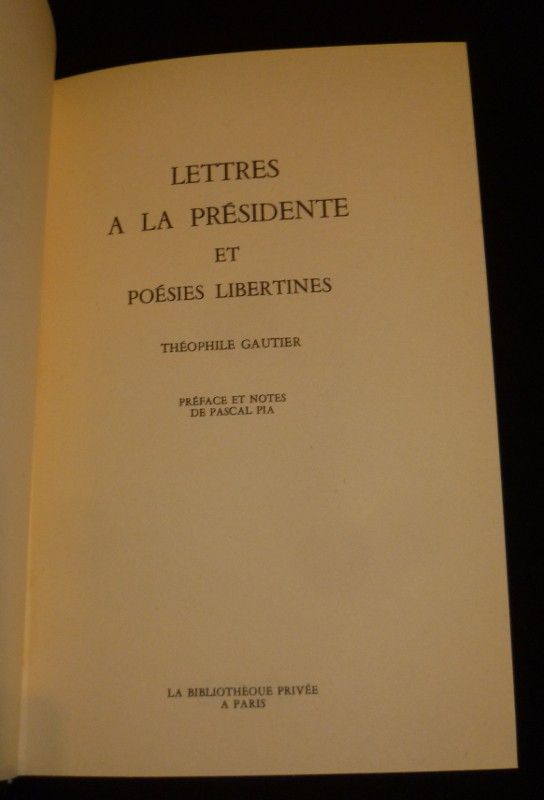 LETTRES
A LA PRÉSIDENTE
ET
POÉSIES LIBERTINES
THÉOPHILE GAUTIER
PRÉFACE ET NOTES
DE PASCAL PIA
LA BIBLIOTHÈQUE PRIVÉE
A PARIS